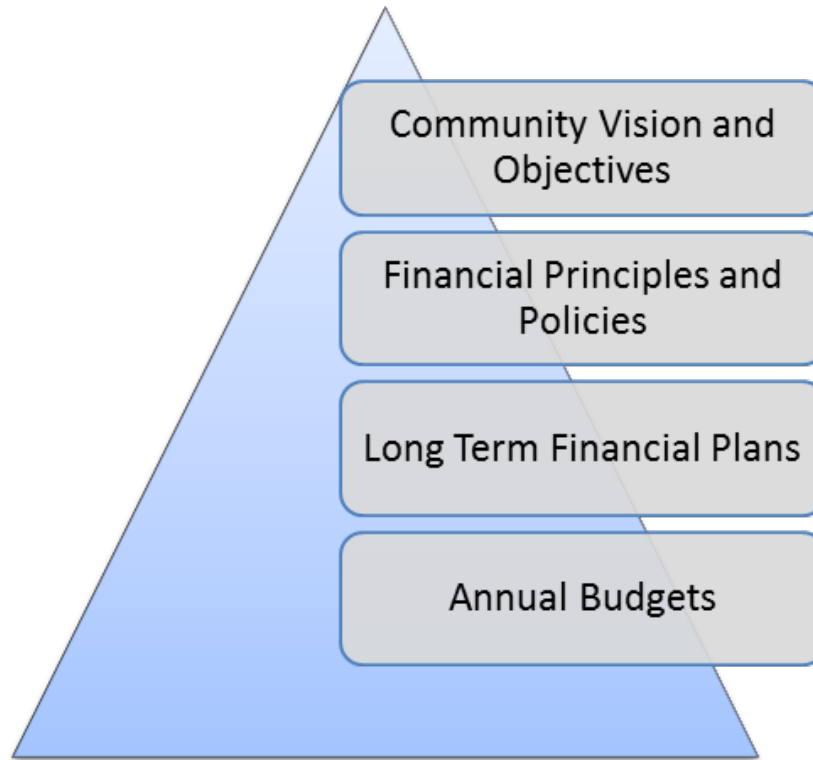 Community Vision and
Objectives
Financial Principles and
Policies
Long Term Financial Plans
Annual Budgets